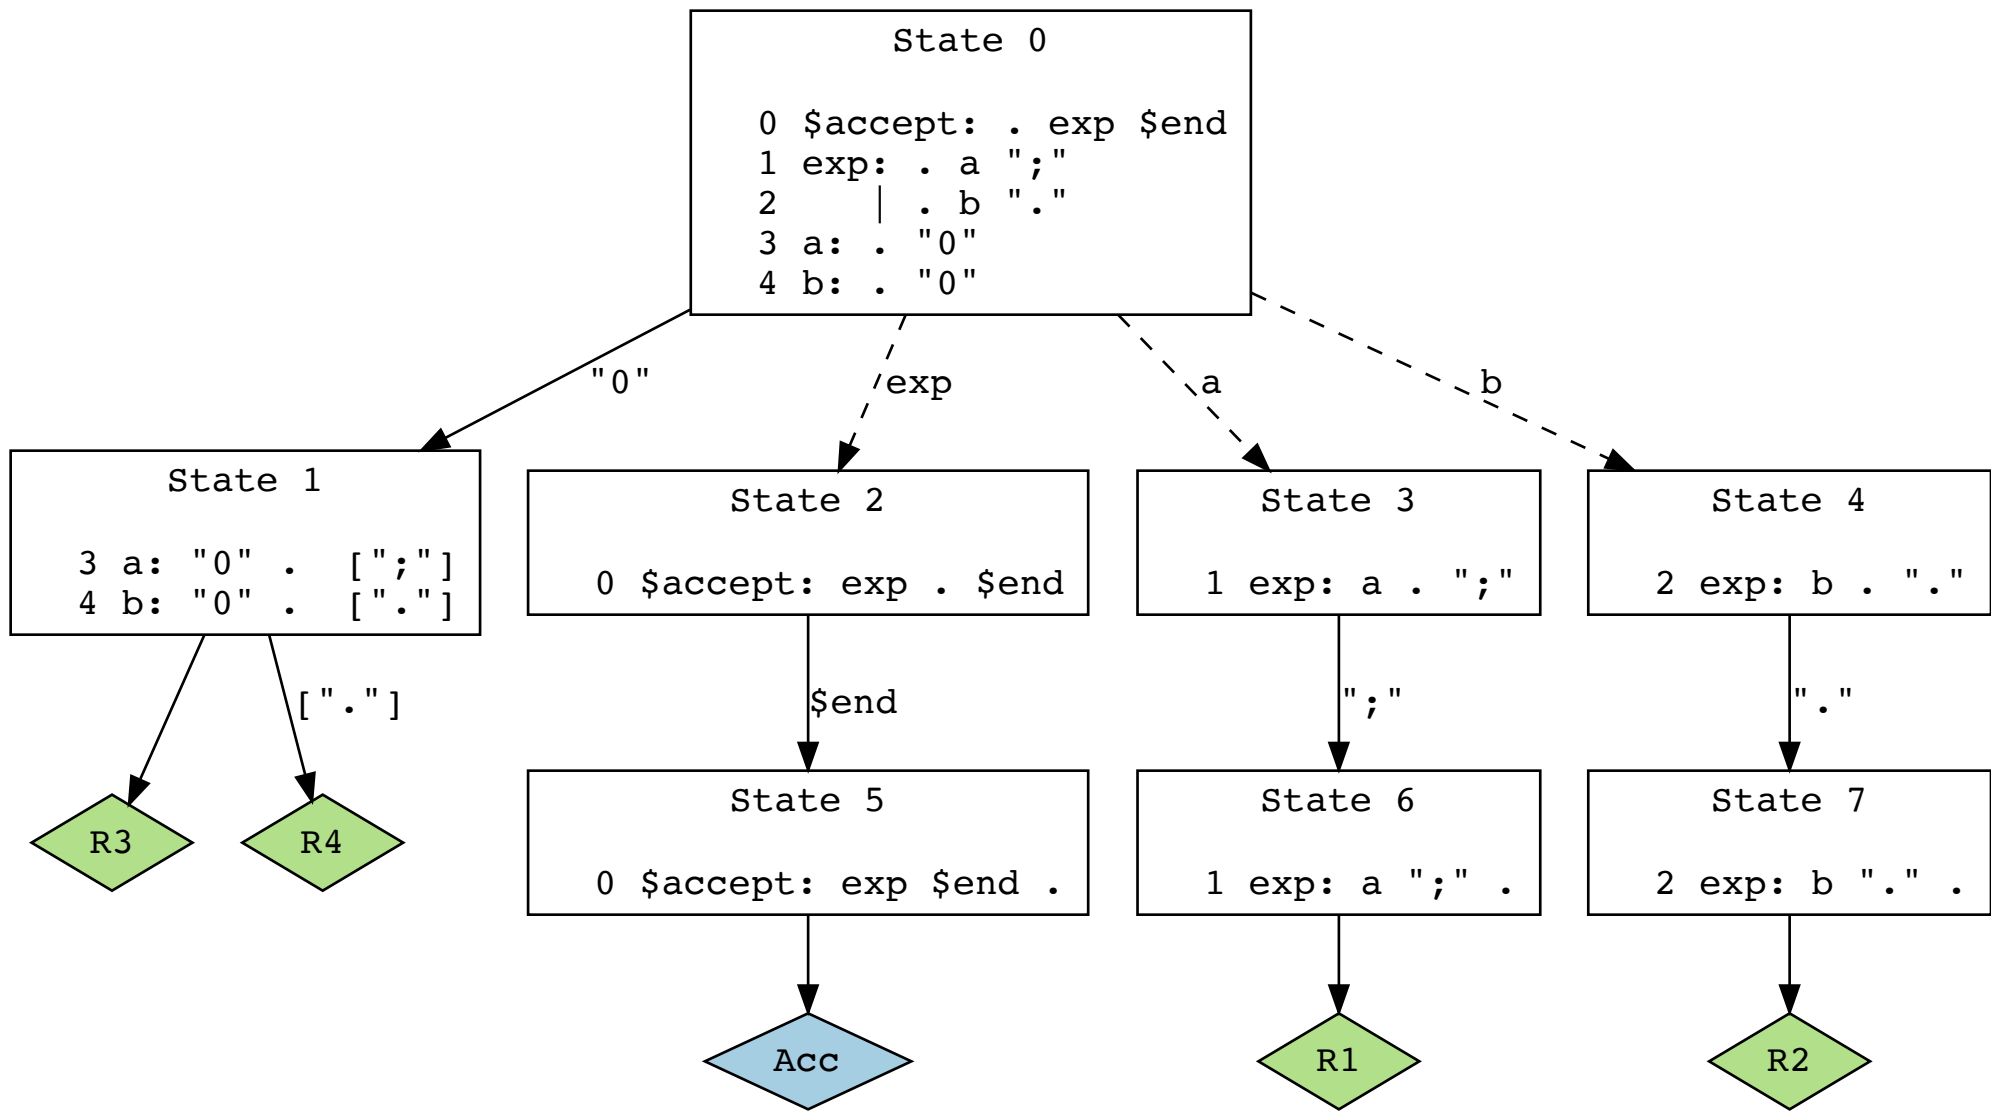 State 0
0 $accept: . exp $end
1 exp: . a ";"
2    | . b "."
3 a: . "0"
4 b: . "0"
"0"
exp
a
b
State 1
3 a: "0" .  [";"]
4 b: "0" .  ["."]
State 2
0 $accept: exp . $end
State 3
1 exp: a . ";"
State 4
2 exp: b . "."
["."]
$end
";"
"."
R3
R4
State 5
0 $accept: exp $end .
State 6
1 exp: a ";" .
State 7
2 exp: b "." .
Acc
R1
R2